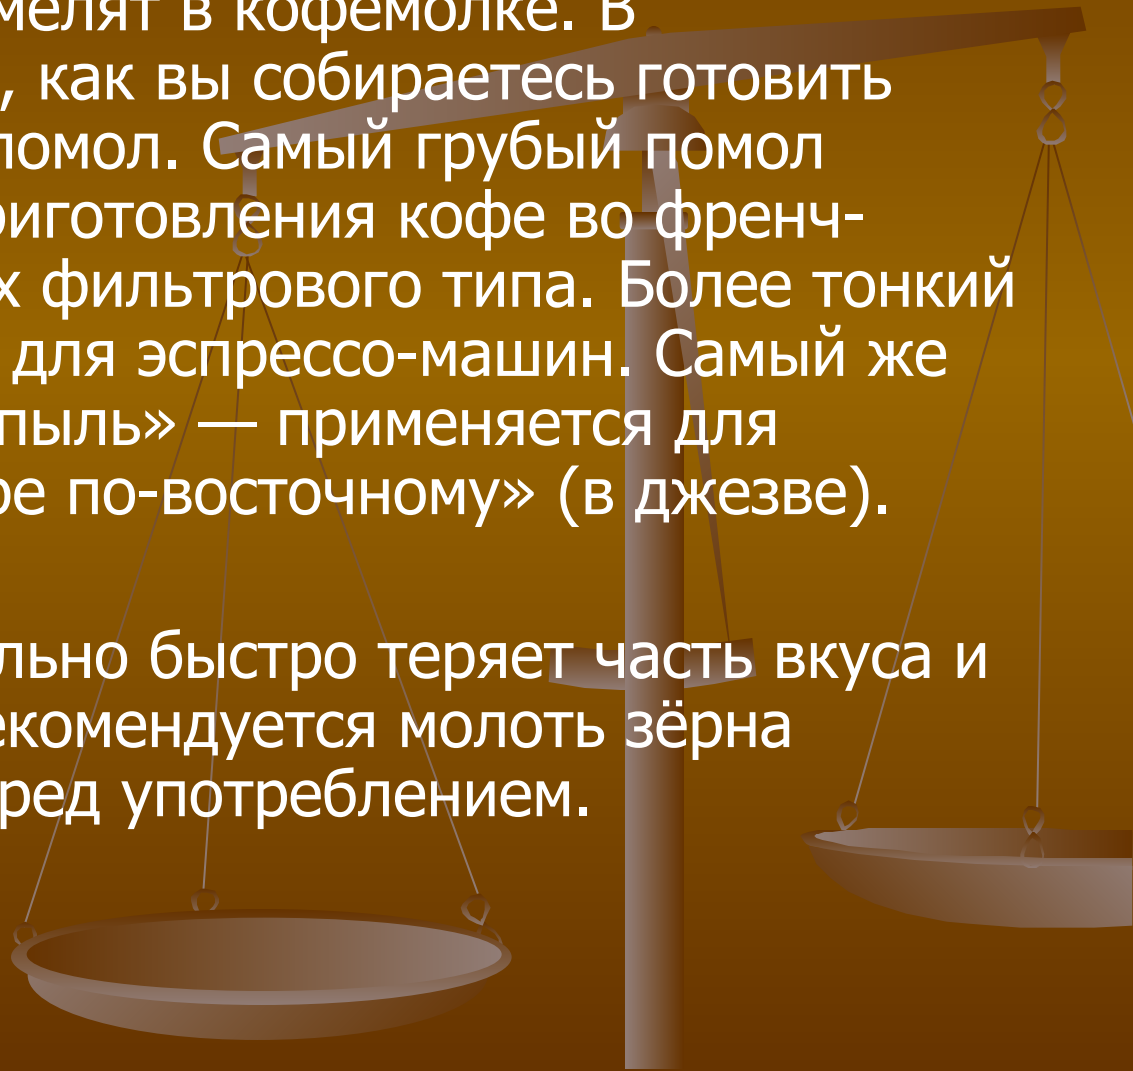 мелят в кофемолке. В
, как вы собираетесь готовить
помол. Самый грубый помол
риготовления кофе во френч-
х фильтрового типа. Более тонкий
для эспрессо-машин. Самый же
пыль» — применяется для
фе по-восточному» (в джезве).
льно быстро теряет часть вкуса и
екомендуется молоть зёрна
ред употреблением.